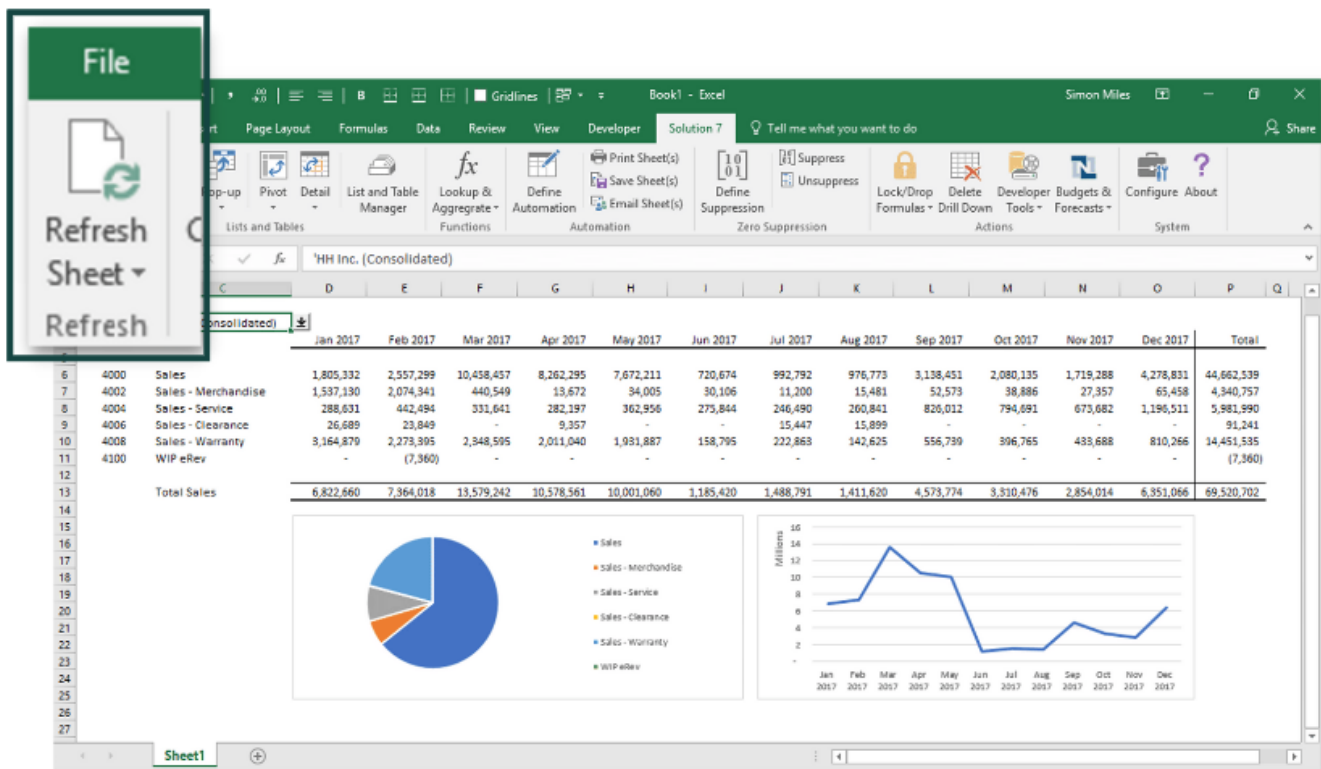 File
Refresh
Sheet
Refresh
Gridlines
Book1 - Excel
Simon Miles
Page Layout Formulas Data Review View Developer Solution 7 Tell me what you want to do Share
Pivot Detail List and Table Manager
Lists and Tables
fx Lookup & Aggregrate
Functions
Define Automation
Print Sheet(s)
Save Sheet(s)
Email Sheet(s)
Automation
Define Suppression
Suppress
Unsuppress
Zero Suppression
Lock/Drop Formulas Delete Drill Down Developer Tools Budgets & Forecasts
Actions
Configure About
System
fx 'HH Inc. (Consolidated)
C D E F G H I J K L M N O P Q
Jan 2017 Feb 2017 Mar 2017 Apr 2017 May 2017 Jun 2017 Jul 2017 Aug 2017 Sep 2017 Oct 2017 Nov 2017 Dec 2017 Total
6 4000 Sales 1,805,332 2,557,299 10,458,457 8,262,295 7,672,211 720,674 992,792 976,773 3,138,451 2,080,135 1,719,288 4,278,831 44,662,539
7 4002 Sales - Merchandise 1,537,130 2,074,341 440,549 13,672 34,005 30,106 11,200 15,481 52,573 38,886 27,357 65,458 4,340,757
8 4004 Sales - Service 288,631 442,494 331,641 282,197 362,956 275,844 246,490 260,841 826,012 794,691 673,682 1,196,511 5,981,990
9 4006 Sales - Clearance 26,689 23,849 - 9,357 - - 15,447 15,899 - - - - 91,241
10 4008 Sales - Warranty 3,164,879 2,273,395 2,348,595 2,011,040 1,931,887 158,795 222,863 142,625 556,739 396,765 433,688 810,266 14,451,535
11 4100 WIP eRev - (7,360) - - - - - - - - - - (7,360)
12
13 Total Sales 6,822,660 7,364,018 13,579,242 10,578,561 10,001,060 1,185,420 1,488,791 1,411,620 4,573,774 3,310,476 2,854,014 6,351,066 69,520,702
14
15
16
17
18
19
20
21
22
23
24
25
26
27
Sales
Sales - Merchandise
Sales - Service
Sales - Clearance
Sales - Warranty
WIP eRev
Millions
16
14
12
10
8
6
4
2
-
Jan Feb Mar Apr May Jun Jul Aug Sep Oct Nov Dec
2017 2017 2017 2017 2017 2017 2017 2017 2017 2017 2017 2017
Sheet1